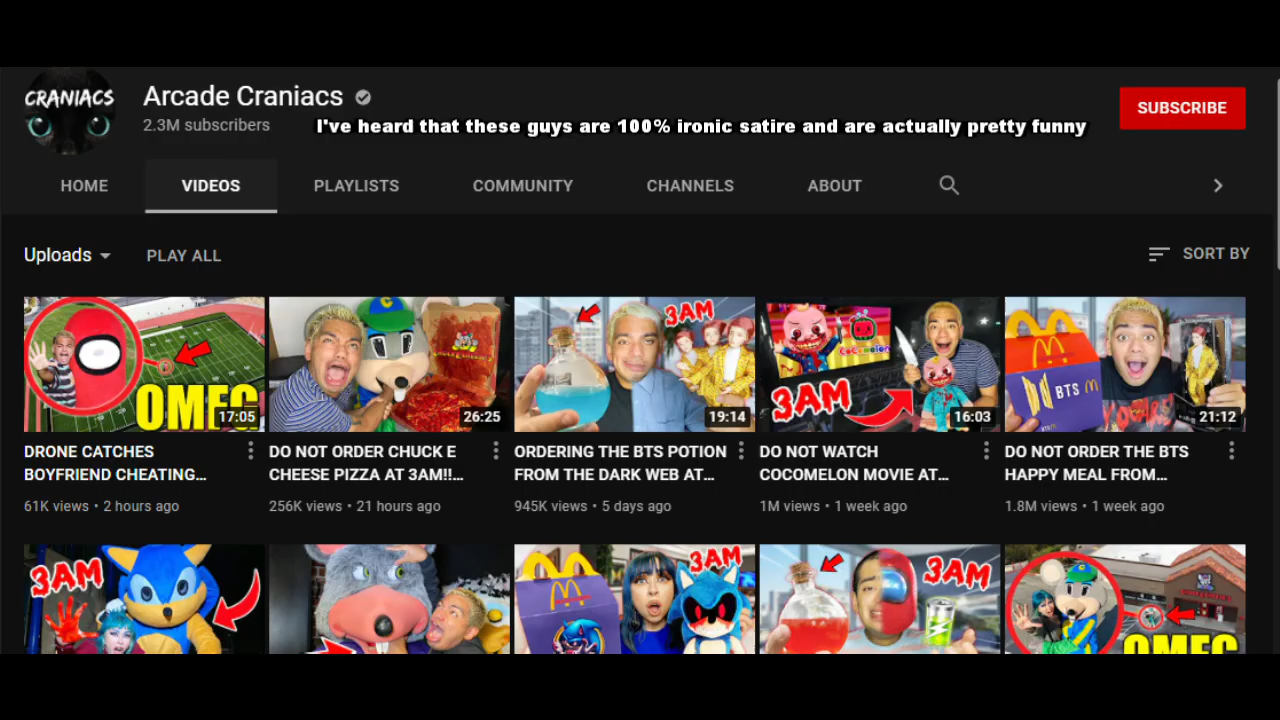 CRANIACS
Arcade Craniacs
2.3M subscribers
I've heard that these guys are 100% ironic satire and are actually pretty funny
SUBSCRIBE
HOME
VIDEOS
PLAYLISTS
COMMUNITY
CHANNELS
ABOUT
Uploads
PLAY ALL
SORT BY
OMFG
17:05
26:25
3AM
19:14
CoComelon
3AM
16:03
BTS
21:12
DRONE CATCHES
BOYFRIEND CHEATING...
61K views • 2 hours ago
DO NOT ORDER CHUCK E
CHEESE PIZZA AT 3AM!!...
256K views • 21 hours ago
ORDERING THE BTS POTION
FROM THE DARK WEB AT...
945K views • 5 days ago
DO NOT WATCH
COCOMELON MOVIE AT...
1M views • 1 week ago
DO NOT ORDER THE BTS
HAPPY MEAL FROM...
1.8M views • 1 week ago
3AM
3AM
3AM
OMFG